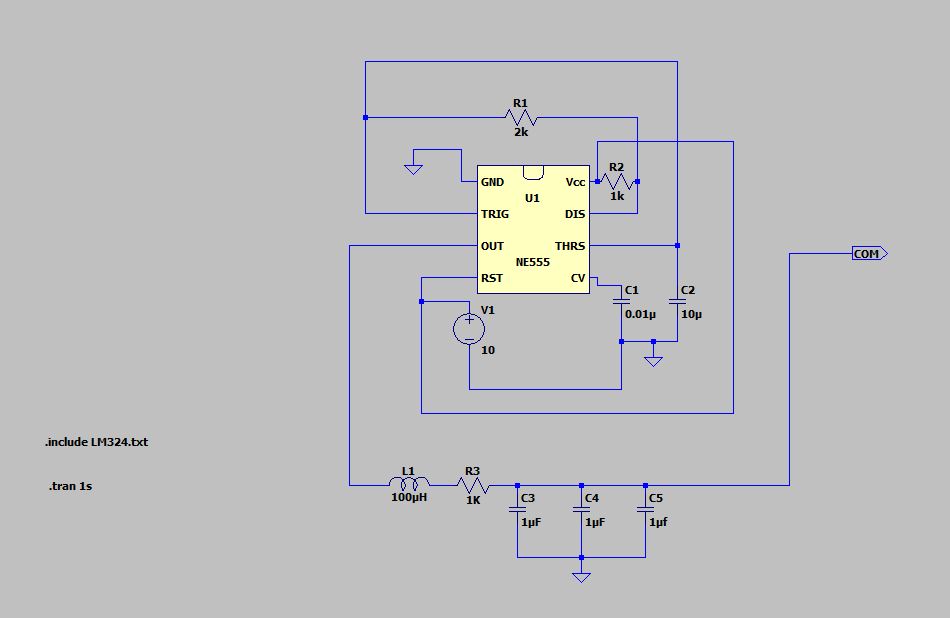 R1
2k
R2
1k
GND
Vcc
U1
TRIG
DIS
OUT
THRS
COM
NE555
RST
CV
C1
0.01µ
C2
10µ
V1
10
.include LM324.txt
.tran 1s
L1
100µH
R3
1K
C3
1µF
C4
1µF
C5
1µf